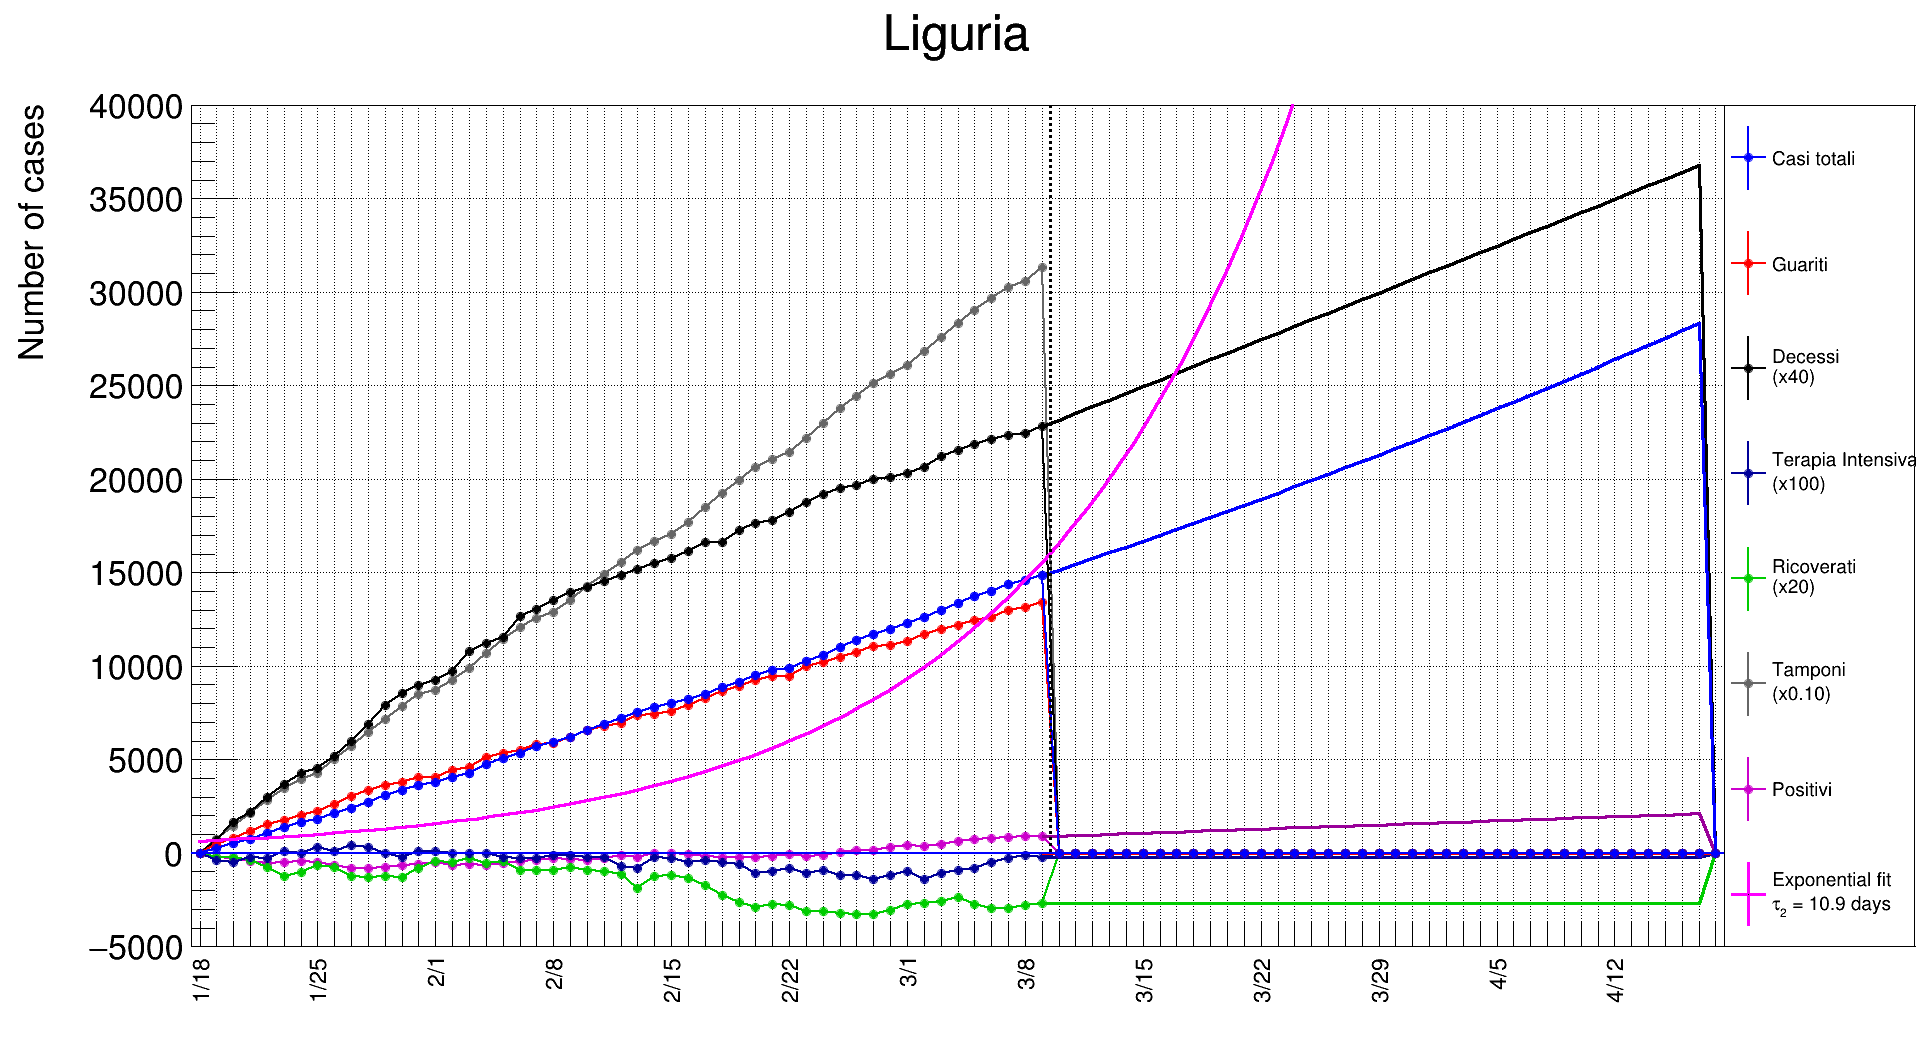 Liguria
Number of cases
40000
35000
30000
25000
20000
15000
10000
5000
0
−5000
1/18
1/25
2/1
2/8
2/15
2/22
3/1
3/8
3/15
3/22
3/29
4/5
4/12
Casi totali
Guariti
Decessi
(x40)
Terapia Intensiva
(x100)
Ricoverati
(x20)
Tamponi
(x0.10)
Positivi
Exponential fit
τ2 = 10.9 days